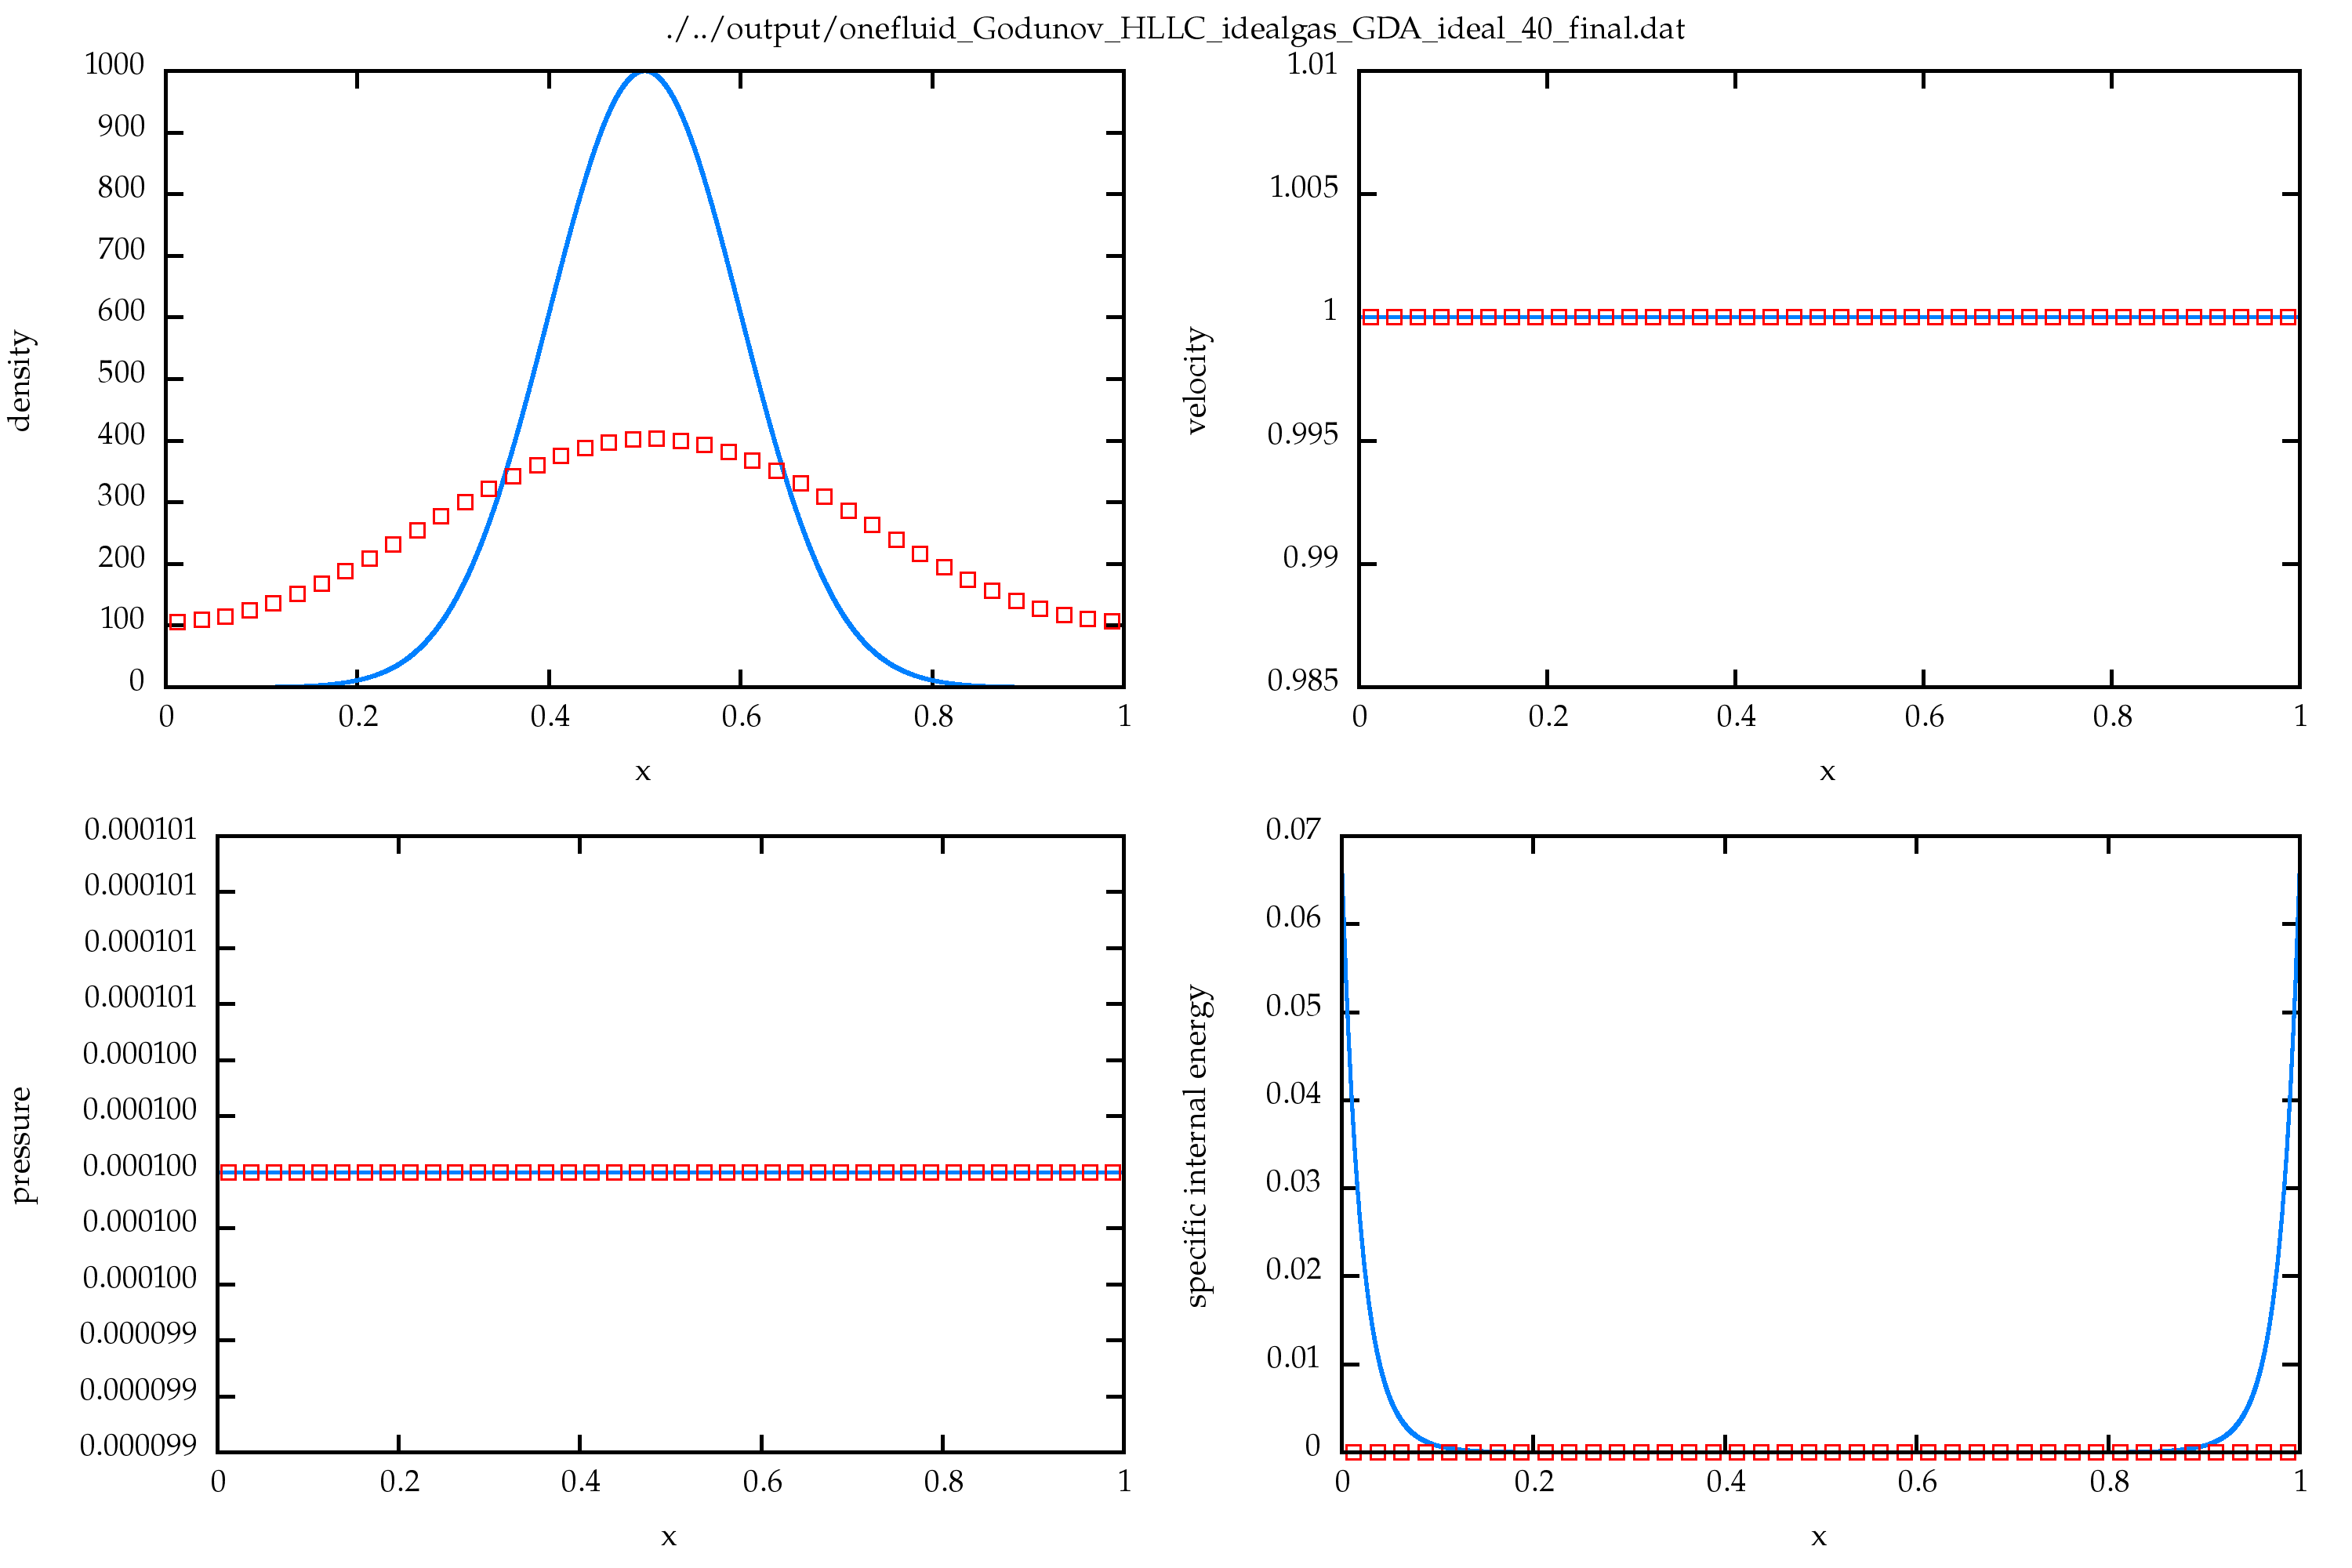 ./../output/onefluid_Godunov_HLLC_idealgas_GDA_ideal_40_final.dat
1000
900
800
700
600
500
400
300
200
100
0
density
0 0.2 0.4 0.6 0.8 1
x
1.01
1.005
1
0.995
0.99
0.985
velocity
0 0.2 0.4 0.6 0.8 1
x
0.000101
0.000101
0.000101
0.000101
0.000100
0.000100
0.000100
0.000100
0.000100
0.000099
0.000099
0.000099
pressure
0 0.2 0.4 0.6 0.8 1
x
0.07
0.06
0.05
0.04
0.03
0.02
0.01
0
specific internal energy
0 0.2 0.4 0.6 0.8 1
x